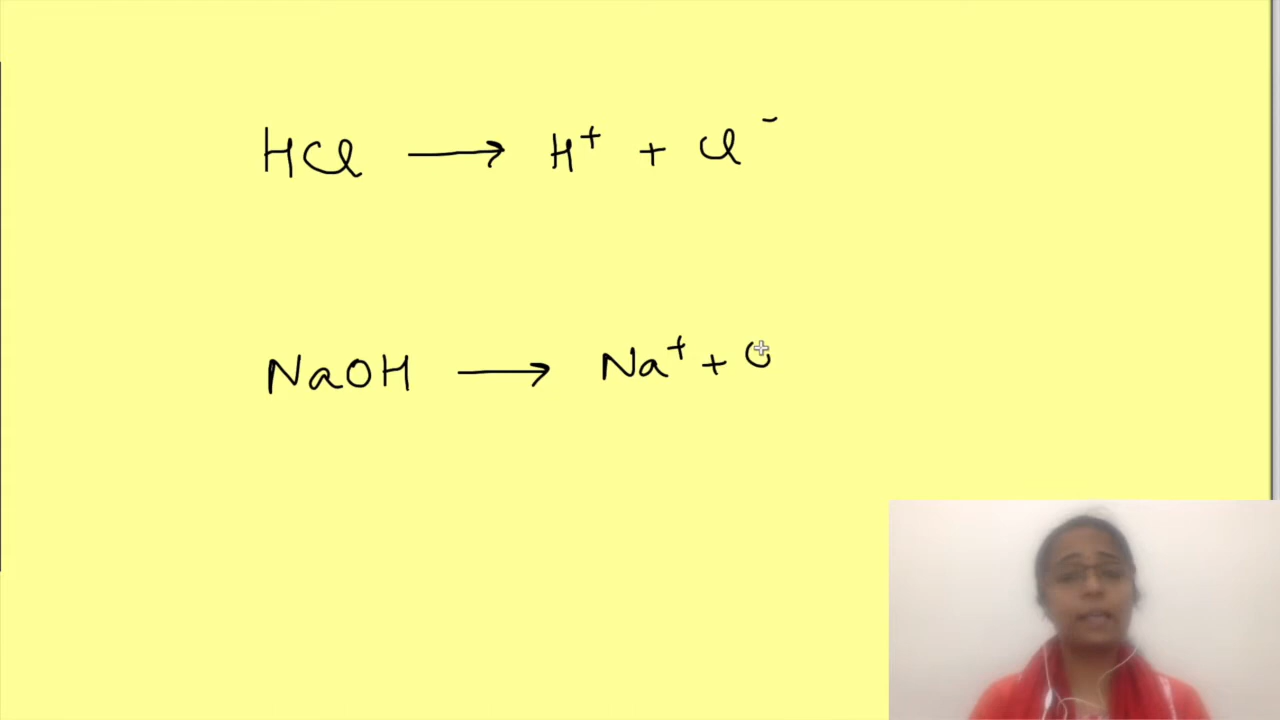 HCl ⟶ H⁺ + Cl⁻
NaOH ⟶ Na⁺ + O